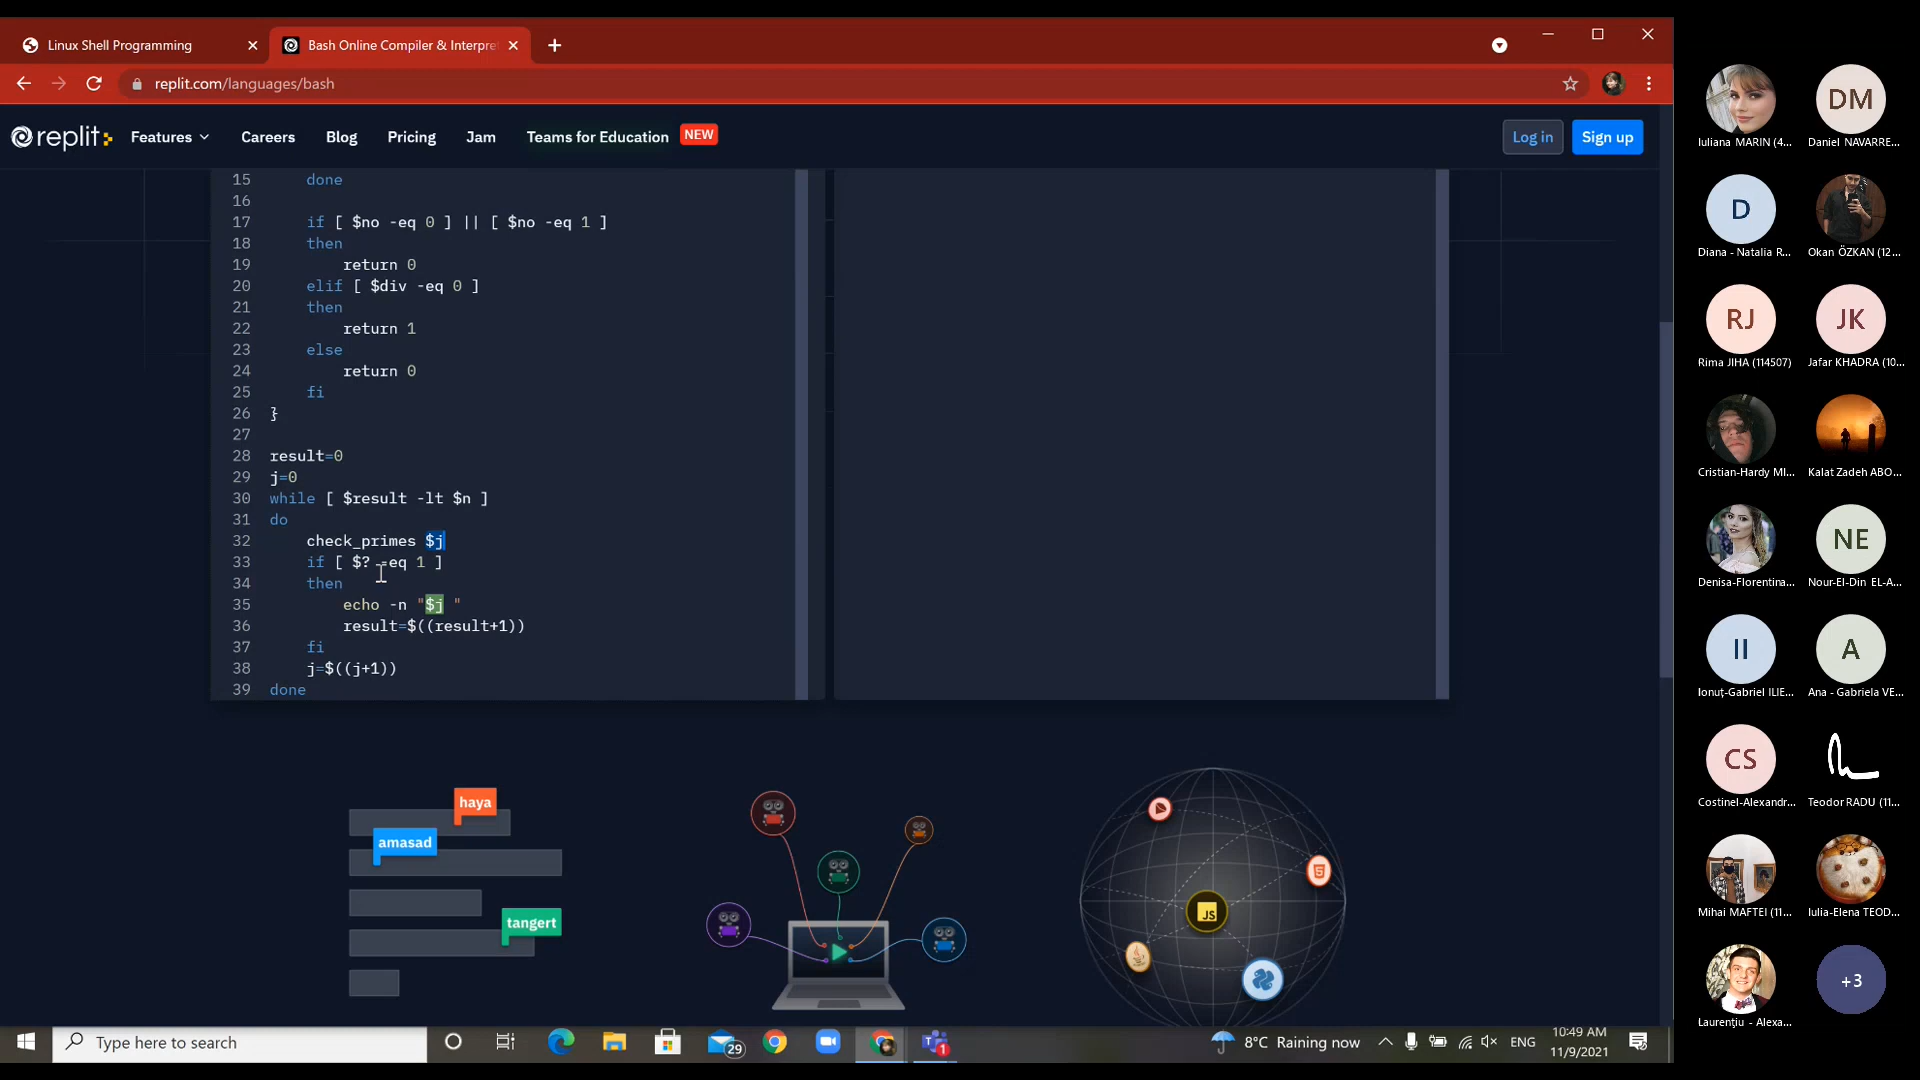 Linux Shell Programming
Bash Online Compiler & Interpre
replit.com/languages/bash
replit
Features
Careers
Blog
Pricing
Jam
Teams for Education
NEW
Log in
Sign up
15 done
16
17 if [ $no -eq 0 ] || [ $no -eq 1 ]
18 then
19 return 0
20 elif [ $div -eq 0 ]
21 then
22 return 1
23 else
24 return 0
25 fi
26 }
27
28 result=0
29 j=0
30 while [ $result -lt $n ]
31 do
32 check_primes $j
33 if [ $? -eq 1 ]
34 then
35 echo -n "$j "
36 result=$((result+1))
37 fi
38 j=$((j+1))
39 done
haya
amasad
tangert
JS
Type here to search
29
1
8°C Raining now
ENG
10:49 AM
11/9/2021
Iuliana MARIN (4...
DM
Daniel NAVARRE...
D
Diana - Natalia R...
Okan ÖZKAN (12...
RJ
Rima JIHA (114507)
JK
Jafar KHADRA (10...
Cristian-Hardy MI...
Kalat Zadeh ABO...
Denisa-Florentina...
NE
Nour-El-Din EL-A...
II
Ionuț-Gabriel ILIE...
A
Ana - Gabriela VE...
CS
Costinel-Alexandr...
Teodor RADU (11...
Mihai MAFTEI (11...
Iulia-Elena TEOD...
Laurențiu - Alexa...
+3